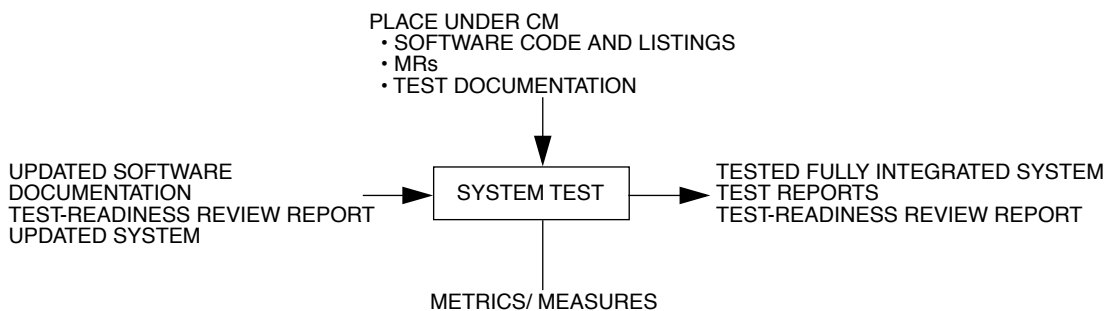 PLACE UNDER CM
• SOFTWARE CODE AND LISTINGS
• MRs
• TEST DOCUMENTATION
UPDATED SOFTWARE
DOCUMENTATION
TEST-READINESS REVIEW REPORT
UPDATED SYSTEM
SYSTEM TEST
TESTED FULLY INTEGRATED SYSTEM
TEST REPORTS
TEST-READINESS REVIEW REPORT
METRICS/ MEASURES